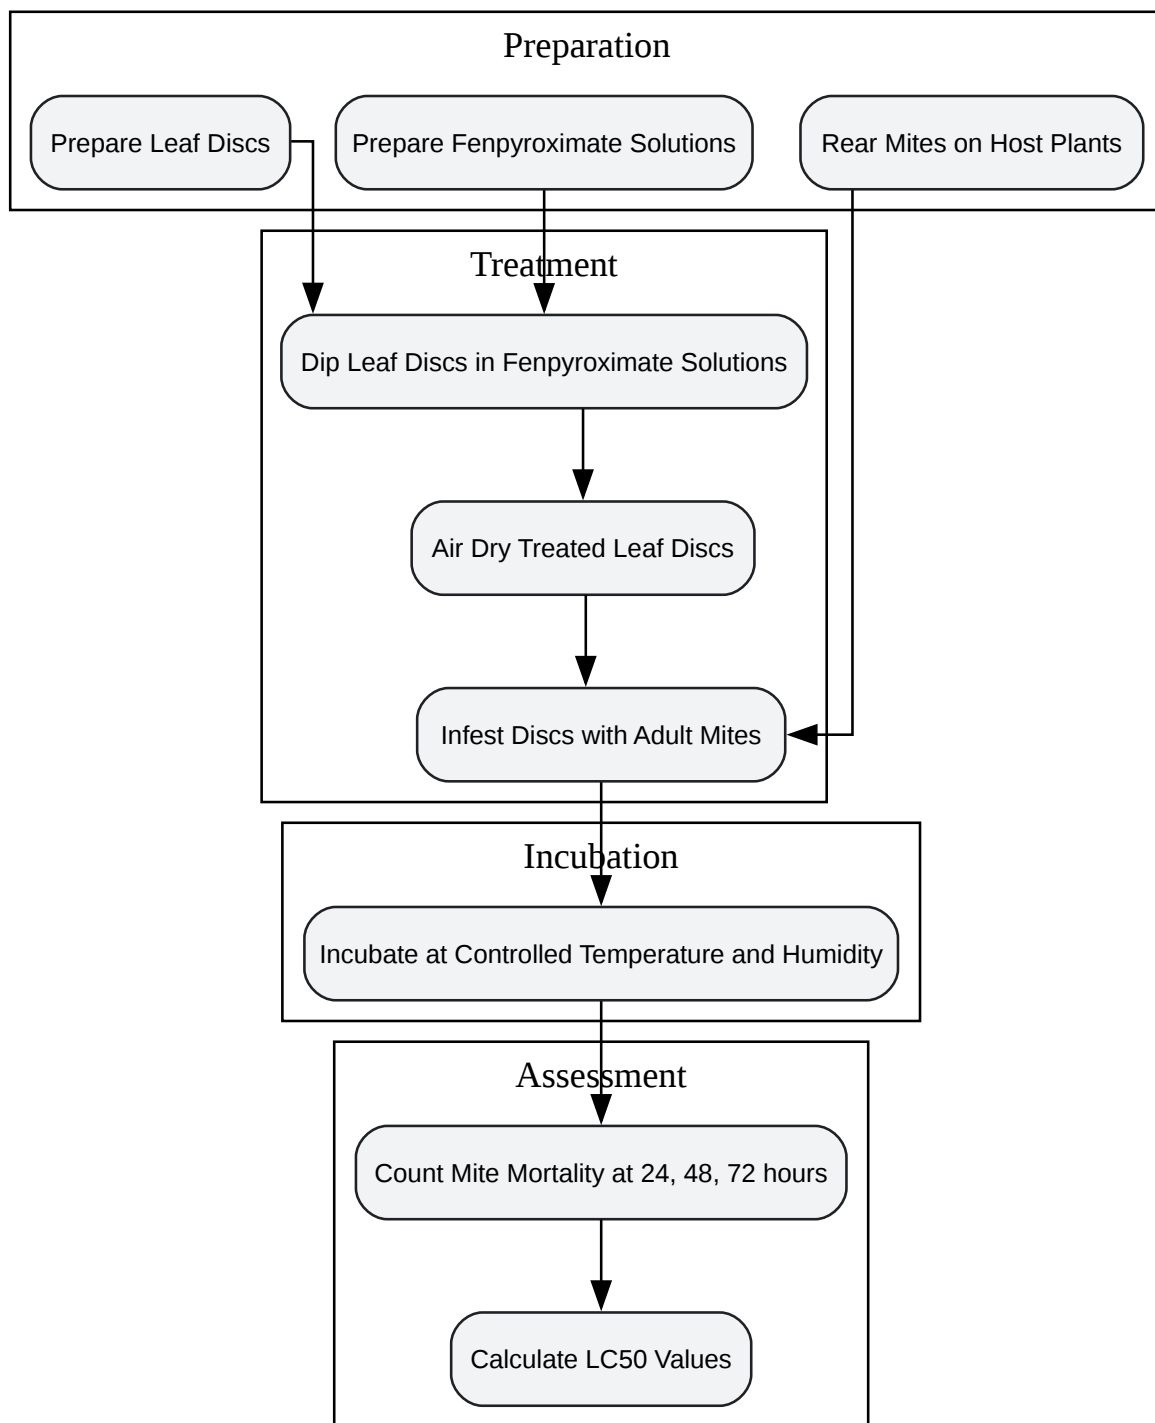 Preparation
Prepare Leaf Discs
Prepare Fenpyroximate Solutions
Rear Mites on Host Plants
Treatment
Dip Leaf Discs in Fenpyroximate Solutions
Air Dry Treated Leaf Discs
Infest Discs with Adult Mites
Incubation
Incubate at Controlled Temperature and Humidity
Assessment
Count Mite Mortality at 24, 48, 72 hours
Calculate LC50 Values